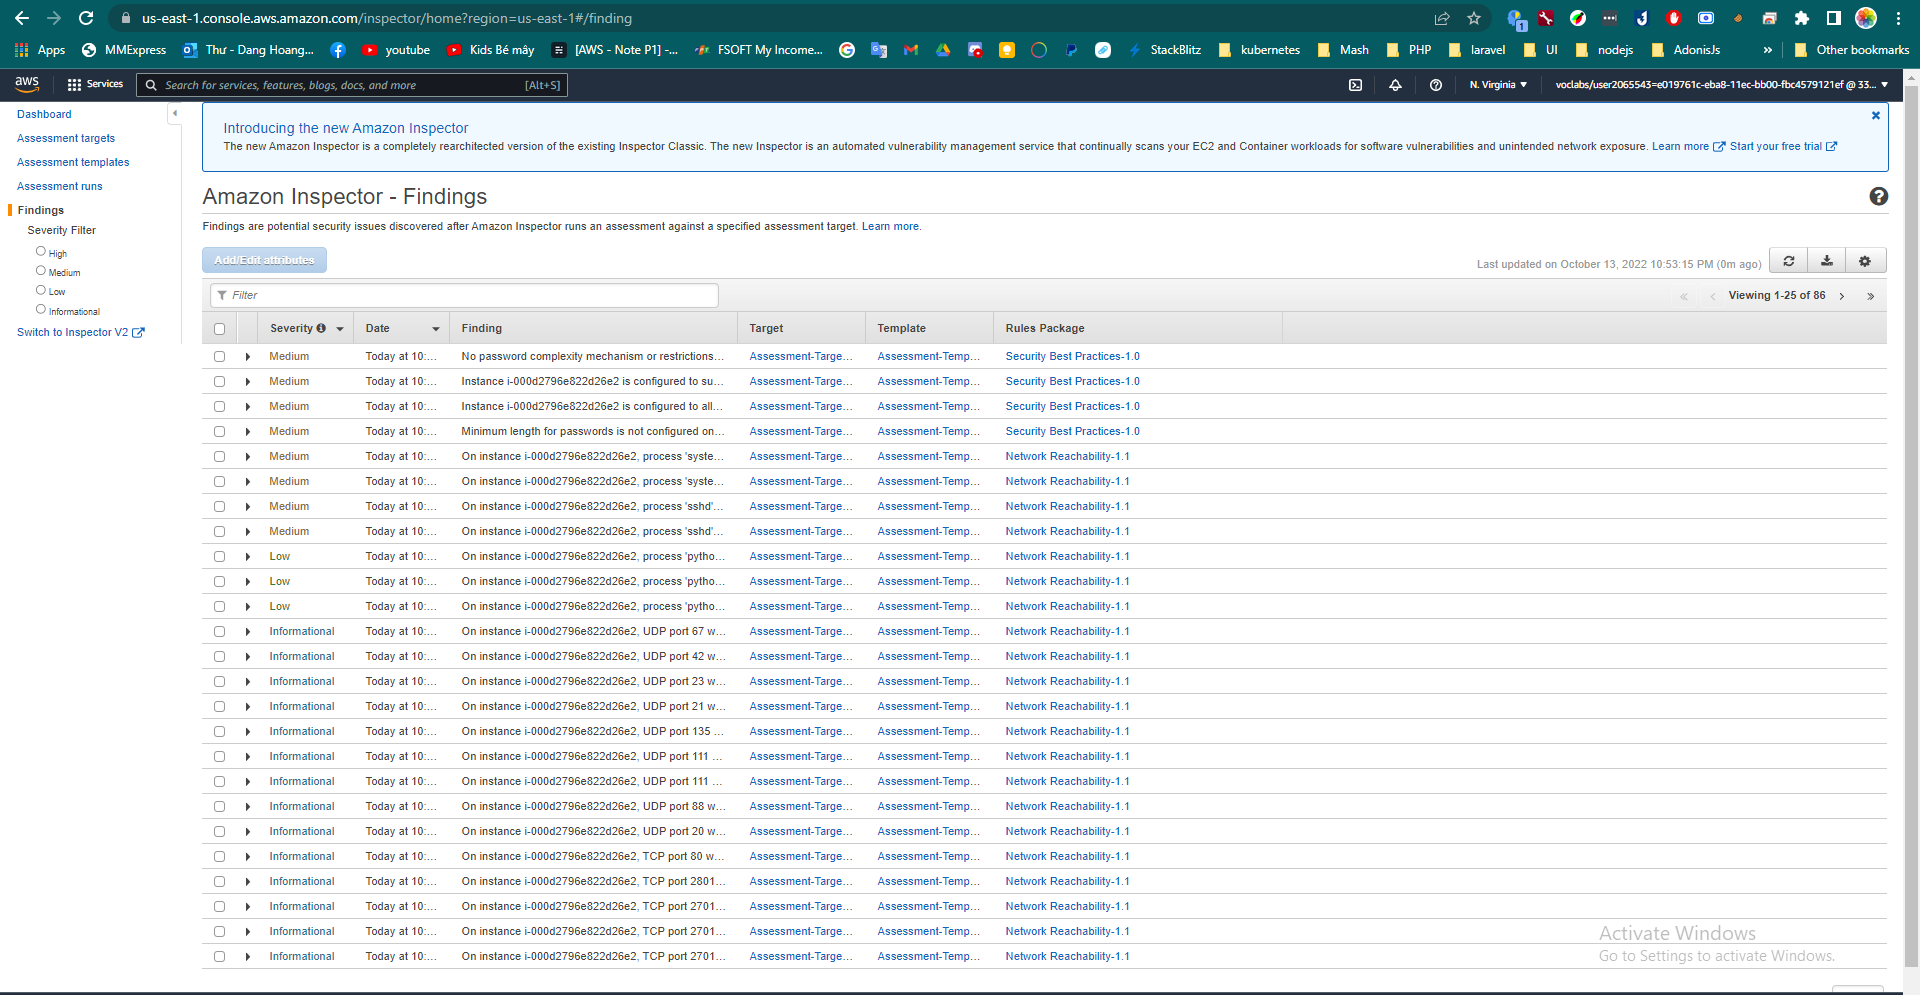 us-east-1.console.aws.amazon.com/inspector/home?region=us-east-1#/finding
1
Apps MMExpress Thư - Dang Hoang... youtube Kids Bé mây [AWS - Note P1] -... FSOFT My Income... StackBlitz kubernetes Mash PHP laravel UI nodejs AdonisJs » Other bookmarks
aws Services Search for services, features, blogs, docs, and more [Alt+S] N. Virginia voclabs/user2065543=e019761c-eba8-11ec-bb00-fbc4579121ef @ 33...
Dashboard
Assessment targets
Assessment templates
Assessment runs
Findings
Severity Filter
High
Medium
Low
Informational
Switch to Inspector V2
Introducing the new Amazon Inspector
The new Amazon Inspector is a completely rearchitected version of the existing Inspector Classic. The new Inspector is an automated vulnerability management service that continually scans your EC2 and Container workloads for software vulnerabilities and unintended network exposure. Learn more Start your free trial
Amazon Inspector - Findings
Findings are potential security issues discovered after Amazon Inspector runs an assessment against a specified assessment target. Learn more.
Add/Edit attributes
Last updated on October 13, 2022 10:53:15 PM (0m ago)
Filter
« ‹ Viewing 1-25 of 86 › »
Severity Date Finding Target Template Rules Package
Medium Today at 10:... No password complexity mechanism or restrictions... Assessment-Targe... Assessment-Temp... Security Best Practices-1.0
Medium Today at 10:... Instance i-000d2796e822d26e2 is configured to su... Assessment-Targe... Assessment-Temp... Security Best Practices-1.0
Medium Today at 10:... Instance i-000d2796e822d26e2 is configured to all... Assessment-Targe... Assessment-Temp... Security Best Practices-1.0
Medium Today at 10:... Minimum length for passwords is not configured on... Assessment-Targe... Assessment-Temp... Security Best Practices-1.0
Medium Today at 10:... On instance i-000d2796e822d26e2, process 'syste... Assessment-Targe... Assessment-Temp... Network Reachability-1.1
Medium Today at 10:... On instance i-000d2796e822d26e2, process 'syste... Assessment-Targe... Assessment-Temp... Network Reachability-1.1
Medium Today at 10:... On instance i-000d2796e822d26e2, process 'sshd'... Assessment-Targe... Assessment-Temp... Network Reachability-1.1
Medium Today at 10:... On instance i-000d2796e822d26e2, process 'sshd'... Assessment-Targe... Assessment-Temp... Network Reachability-1.1
Low Today at 10:... On instance i-000d2796e822d26e2, process 'pytho... Assessment-Targe... Assessment-Temp... Network Reachability-1.1
Low Today at 10:... On instance i-000d2796e822d26e2, process 'pytho... Assessment-Targe... Assessment-Temp... Network Reachability-1.1
Low Today at 10:... On instance i-000d2796e822d26e2, process 'pytho... Assessment-Targe... Assessment-Temp... Network Reachability-1.1
Informational Today at 10:... On instance i-000d2796e822d26e2, UDP port 67 w... Assessment-Targe... Assessment-Temp... Network Reachability-1.1
Informational Today at 10:... On instance i-000d2796e822d26e2, UDP port 42 w... Assessment-Targe... Assessment-Temp... Network Reachability-1.1
Informational Today at 10:... On instance i-000d2796e822d26e2, UDP port 23 w... Assessment-Targe... Assessment-Temp... Network Reachability-1.1
Informational Today at 10:... On instance i-000d2796e822d26e2, UDP port 21 w... Assessment-Targe... Assessment-Temp... Network Reachability-1.1
Informational Today at 10:... On instance i-000d2796e822d26e2, UDP port 135 ... Assessment-Targe... Assessment-Temp... Network Reachability-1.1
Informational Today at 10:... On instance i-000d2796e822d26e2, UDP port 111 ... Assessment-Targe... Assessment-Temp... Network Reachability-1.1
Informational Today at 10:... On instance i-000d2796e822d26e2, UDP port 111 ... Assessment-Targe... Assessment-Temp... Network Reachability-1.1
Informational Today at 10:... On instance i-000d2796e822d26e2, UDP port 88 w... Assessment-Targe... Assessment-Temp... Network Reachability-1.1
Informational Today at 10:... On instance i-000d2796e822d26e2, UDP port 20 w... Assessment-Targe... Assessment-Temp... Network Reachability-1.1
Informational Today at 10:... On instance i-000d2796e822d26e2, TCP port 80 w... Assessment-Targe... Assessment-Temp... Network Reachability-1.1
Informational Today at 10:... On instance i-000d2796e822d26e2, TCP port 2801... Assessment-Targe... Assessment-Temp... Network Reachability-1.1
Informational Today at 10:... On instance i-000d2796e822d26e2, TCP port 2701... Assessment-Targe... Assessment-Temp... Network Reachability-1.1
Informational Today at 10:... On instance i-000d2796e822d26e2, TCP port 2701... Assessment-Targe... Assessment-Temp... Network Reachability-1.1
Informational Today at 10:... On instance i-000d2796e822d26e2, TCP port 2701... Assessment-Targe... Assessment-Temp... Network Reachability-1.1
Activate Windows
Go to Settings to activate Windows.